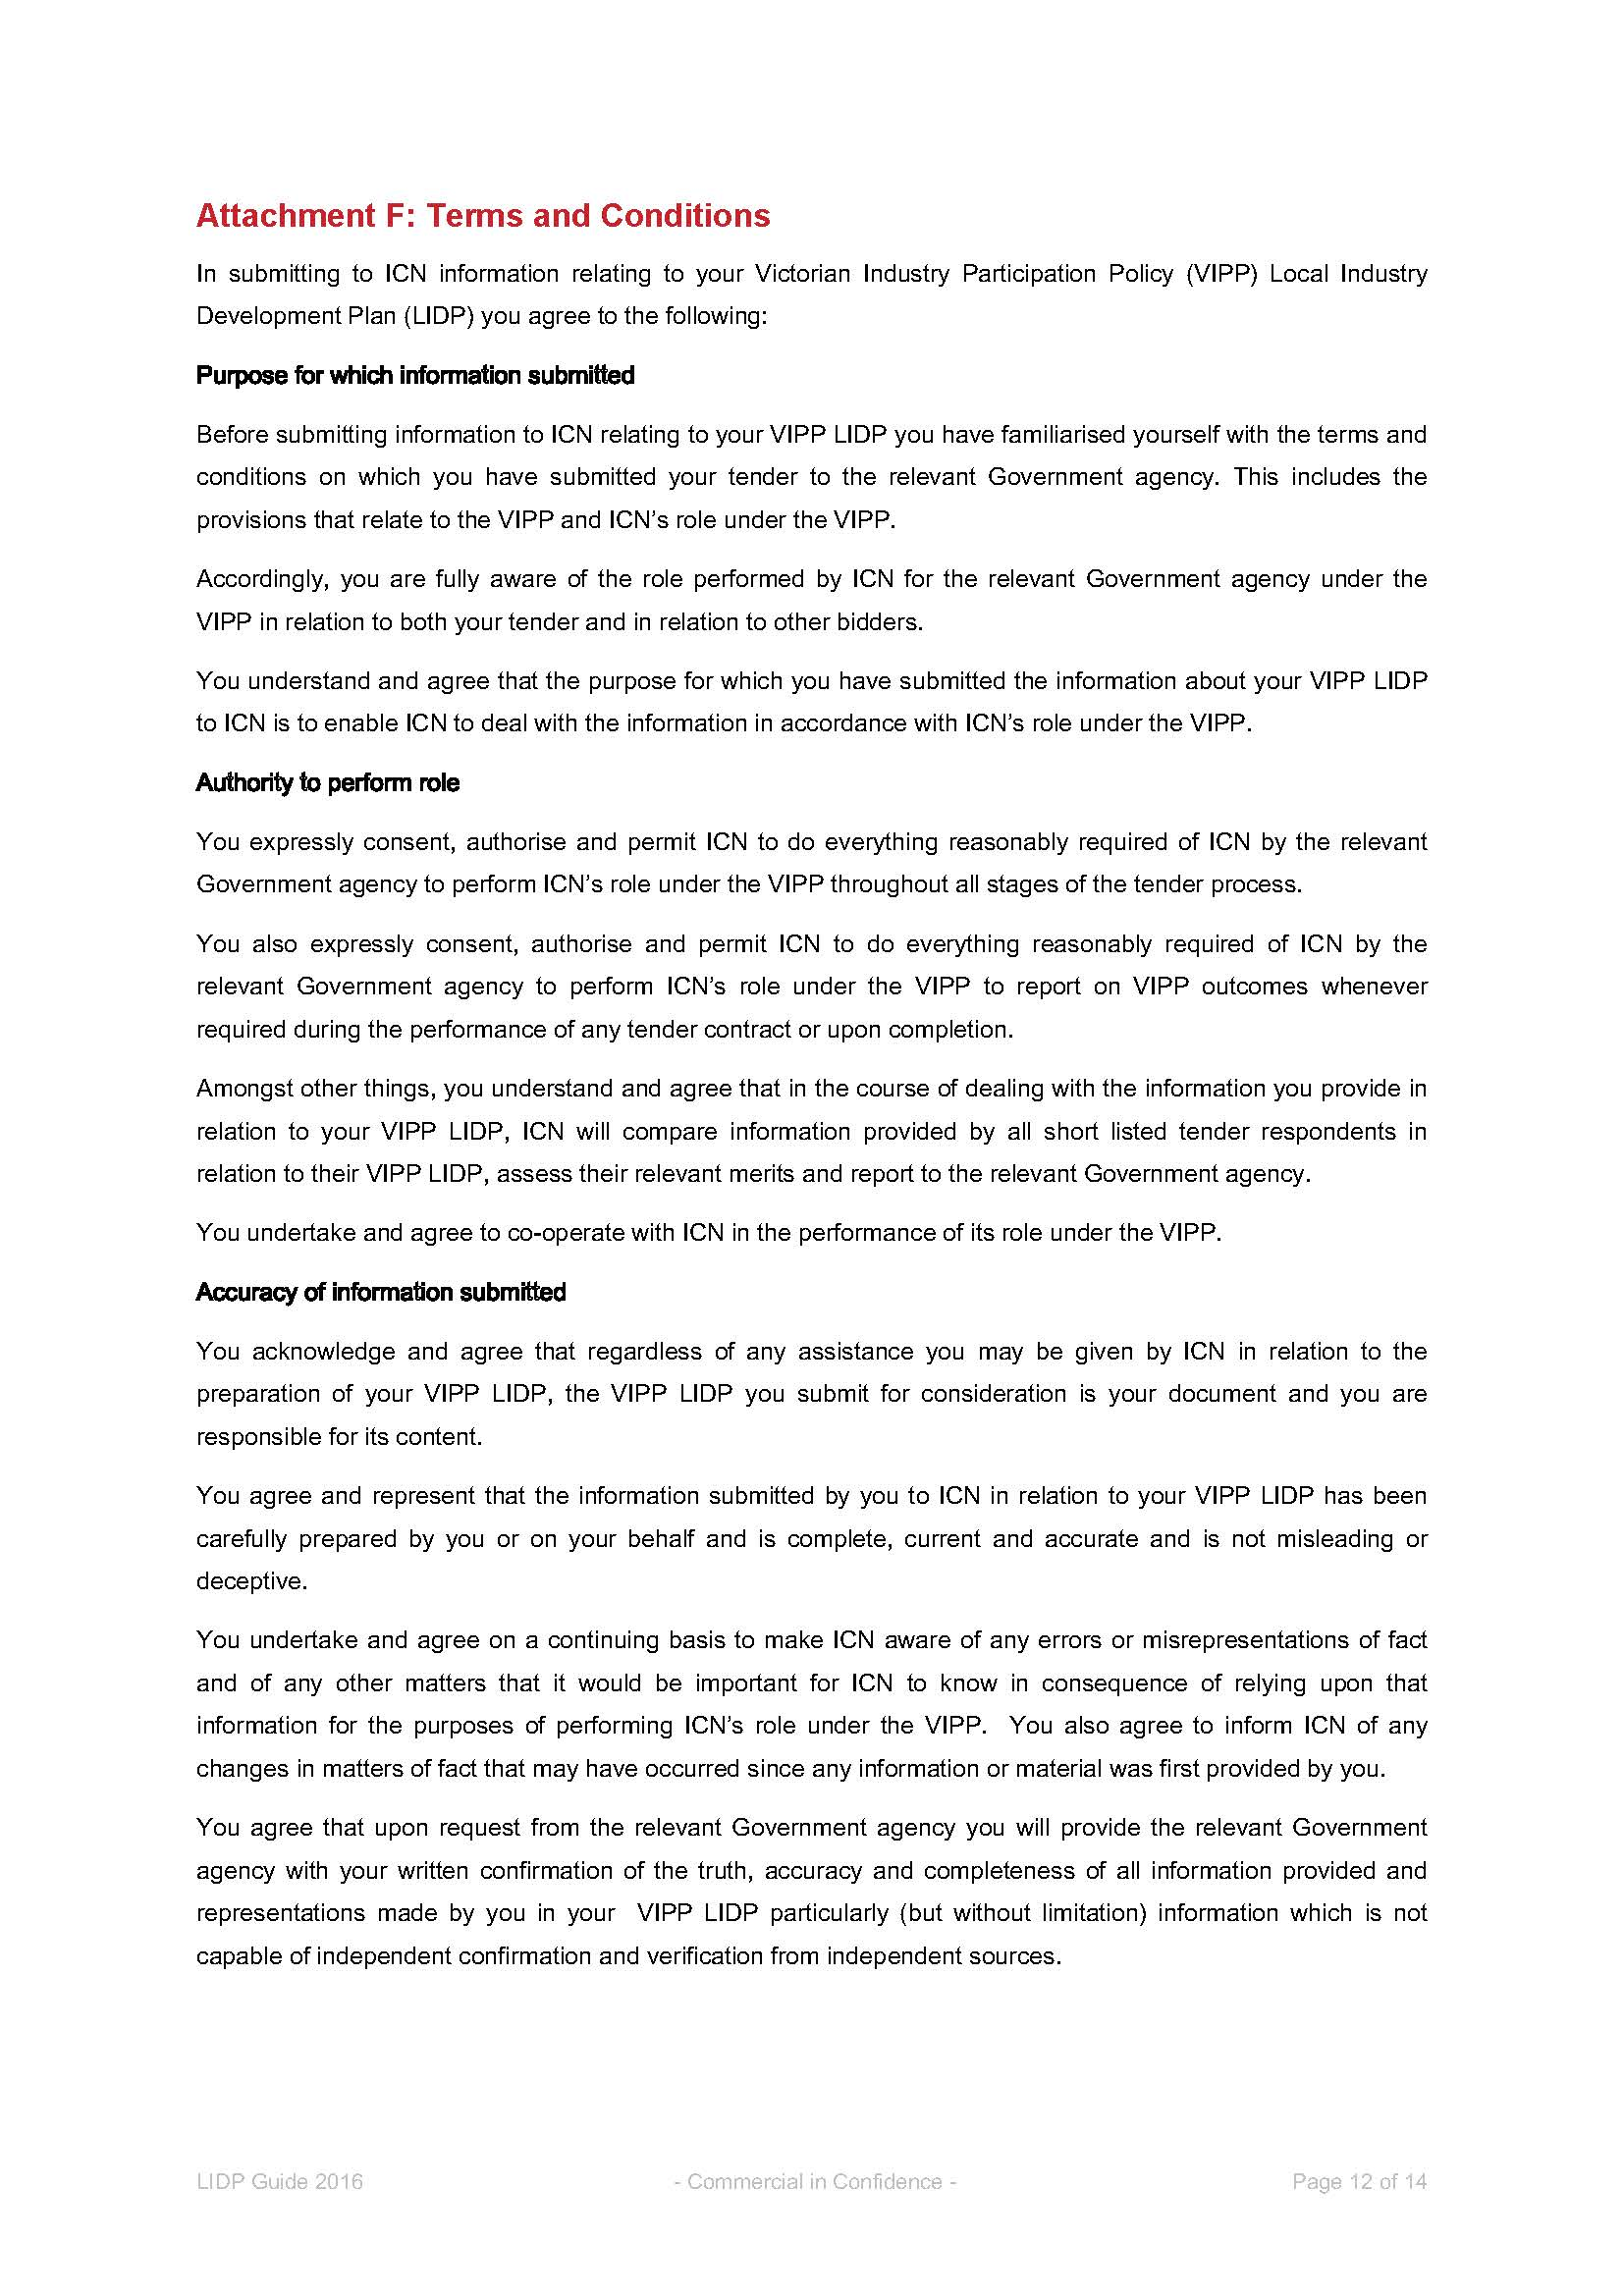 Attachment F: Terms and Conditions
In submitting to ICN information relating to your Victorian Industry Participation Policy (VIPP) Local Industry
Development Plan (LIDP) you agree to the following:
Purpose for which information submitted
Before submitting information to ICN relating to your VIPP LIDP you have familiarised yourself with the terms and
conditions on which you have submitted your tender to the relevant Government agency. This includes the
provisions that relate to the VIPP and ICN’s role under the VIPP.
Accordingly, you are fully aware of the role performed by ICN for the relevant Government agency under the
VIPP in relation to both your tender and in relation to other bidders.
You understand and agree that the purpose for which you have submitted the information about your VIPP LIDP
to ICN is to enable ICN to deal with the information in accordance with ICN’s role under the VIPP.
Authority to perform role
You expressly consent, authorise and permit ICN to do everything reasonably required of ICN by the relevant
Government agency to perform ICN’s role under the VIPP throughout all stages of the tender process.
You also expressly consent, authorise and permit ICN to do everything reasonably required of ICN by the
relevant Government agency to perform ICN’s role under the VIPP to report on VIPP outcomes whenever
required during the performance of any tender contract or upon completion.
Amongst other things, you understand and agree that in the course of dealing with the information you provide in
relation to your VIPP LIDP, ICN will compare information provided by all short listed tender respondents in
relation to their VIPP LIDP, assess their relevant merits and report to the relevant Government agency.
You undertake and agree to co-operate with ICN in the performance of its role under the VIPP.
Accuracy of information submitted
You acknowledge and agree that regardless of any assistance you may be given by ICN in relation to the
preparation of your VIPP LIDP, the VIPP LIDP you submit for consideration is your document and you are
responsible for its content.
You agree and represent that the information submitted by you to ICN in relation to your VIPP LIDP has been
carefully prepared by you or on your behalf and is complete, current and accurate and is not misleading or
deceptive.
You undertake and agree on a continuing basis to make ICN aware of any errors or misrepresentations of fact
and of any other matters that it would be important for ICN to know in consequence of relying upon that
information for the purposes of performing ICN’s role under the VIPP.  You also agree to inform ICN of any
changes in matters of fact that may have occurred since any information or material was first provided by you.
You agree that upon request from the relevant Government agency you will provide the relevant Government
agency with your written confirmation of the truth, accuracy and completeness of all information provided and
representations made by you in your  VIPP LIDP particularly (but without limitation) information which is not
capable of independent confirmation and verification from independent sources.
LIDP Guide 2016 - Commercial in Confidence - Page 12 of 14